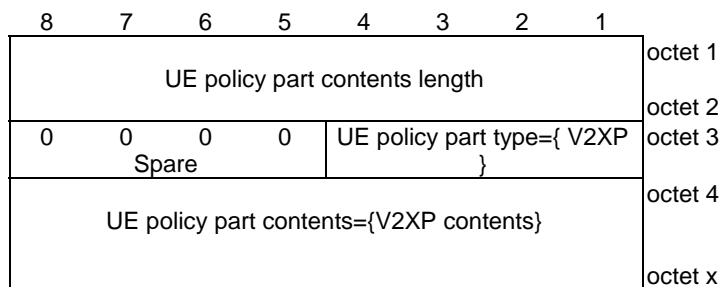 8 7 6 5 4 3 2 1
UE policy part contents length
octet 1
octet 2
0 0 0 0
Spare
UE policy part type={ V2XP
}
octet 3
UE policy part contents={V2XP contents}
octet 4
octet x